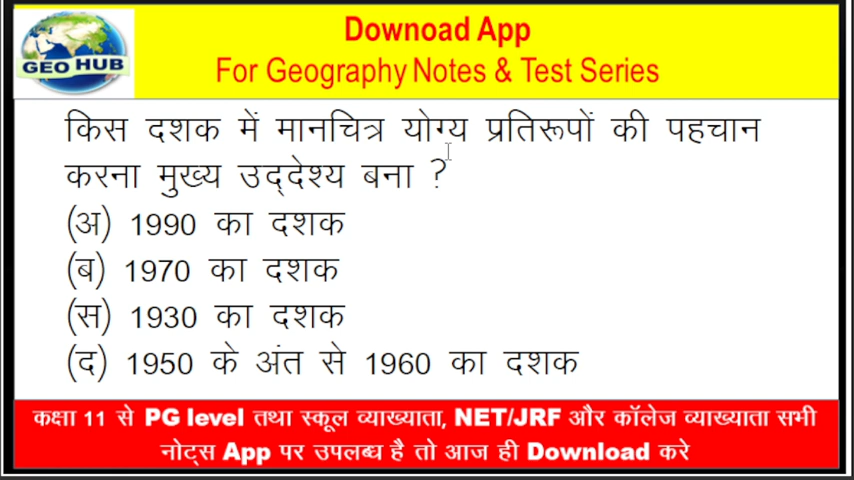 Downoad App
GEO HUB
For Geography Notes & Test Series
किस दशक में मानचित्र योग्य प्रतिरूपों की पहचान
करना मुख्य उद्‌देश्य बना ?
(अ) 1990 का दशक
(ब) 1970 का दशक
(स) 1930 का दशक
(द) 1950 के अंत से 1960 का दशक
कक्षा 11 से PG level तथा स्कूल व्याख्याता, NET/JRF और कॉलेज व्याख्याता सभी
नोट्स App पर उपलब्ध है तो आज ही Download करे